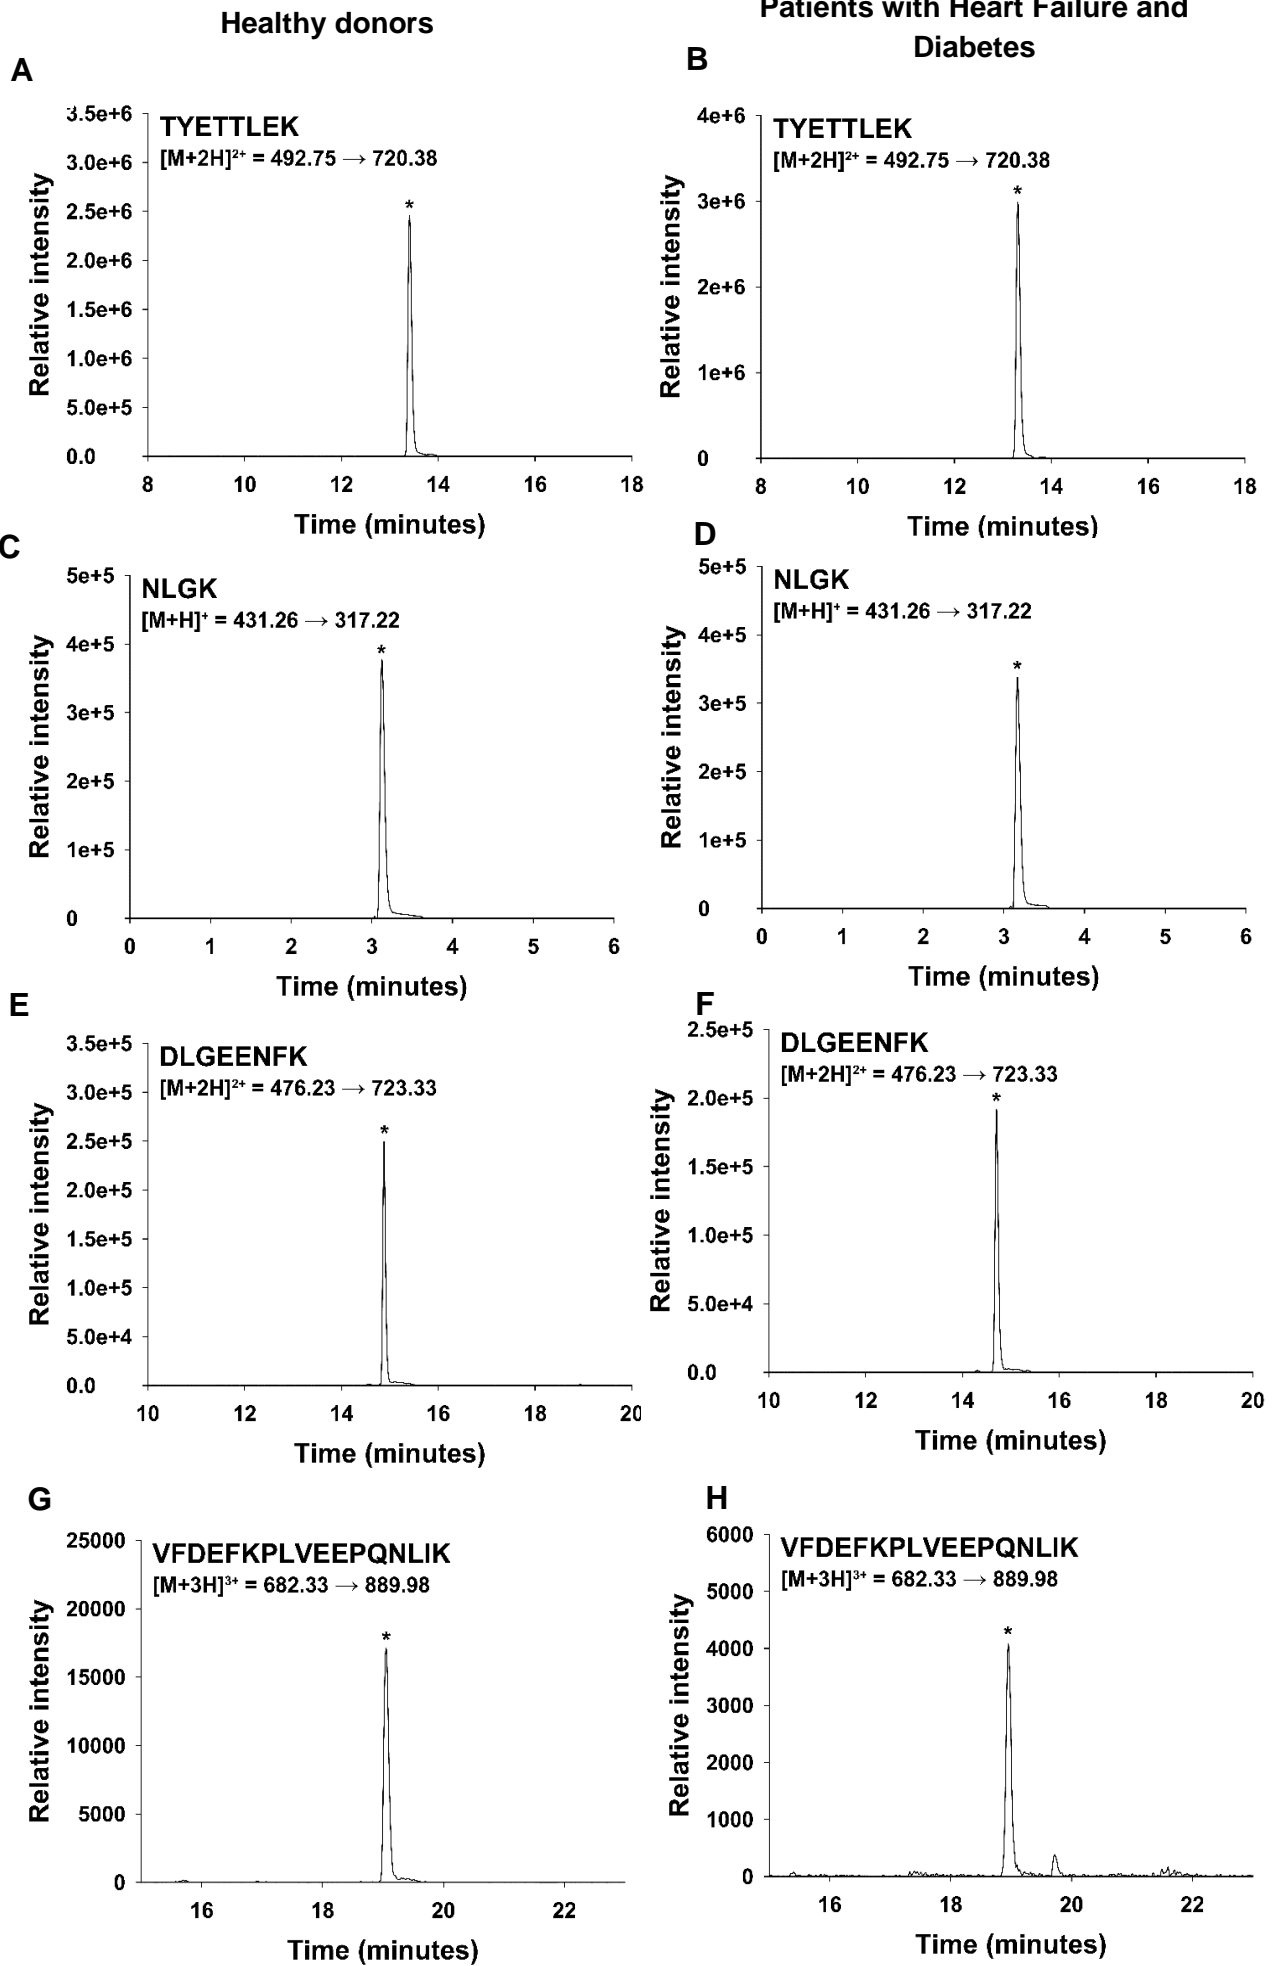 Healthy donors
Patients with Heart Failure and
Diabetes
A
3.5e+6
3.0e+6
2.5e+6
2.0e+6
1.5e+6
1.0e+6
5.0e+5
0.0
Relative intensity
TYETTLEK
[M+2H]²⁺ = 492.75 → 720.38
*
8 10 12 14 16 18
Time (minutes)
B
4e+6
3e+6
2e+6
1e+6
0
Relative intensity
TYETTLEK
[M+2H]²⁺ = 492.75 → 720.38
*
8 10 12 14 16 18
Time (minutes)
C
5e+5
4e+5
3e+5
2e+5
1e+5
0
Relative intensity
NLGK
[M+H]⁺ = 431.26 → 317.22
*
0 1 2 3 4 5 6
Time (minutes)
D
5e+5
4e+5
3e+5
2e+5
1e+5
0
Relative intensity
NLGK
[M+H]⁺ = 431.26 → 317.22
*
0 1 2 3 4 5 6
Time (minutes)
E
3.5e+5
3.0e+5
2.5e+5
2.0e+5
1.5e+5
1.0e+5
5.0e+4
0.0
Relative intensity
DLGEENFK
[M+2H]²⁺ = 476.23 → 723.33
*
10 12 14 16 18 20
Time (minutes)
F
2.5e+5
2.0e+5
1.5e+5
1.0e+5
5.0e+4
0.0
Relative intensity
DLGEENFK
[M+2H]²⁺ = 476.23 → 723.33
*
10 12 14 16 18 20
Time (minutes)
G
25000
20000
15000
10000
5000
0
Relative intensity
VFDEFKPLVEEPQNLIK
[M+3H]³⁺ = 682.33 → 889.98
*
16 18 20 22
Time (minutes)
H
6000
5000
4000
3000
2000
1000
0
Relative intensity
VFDEFKPLVEEPQNLIK
[M+3H]³⁺ = 682.33 → 889.98
*
16 18 20 22
Time (minutes)